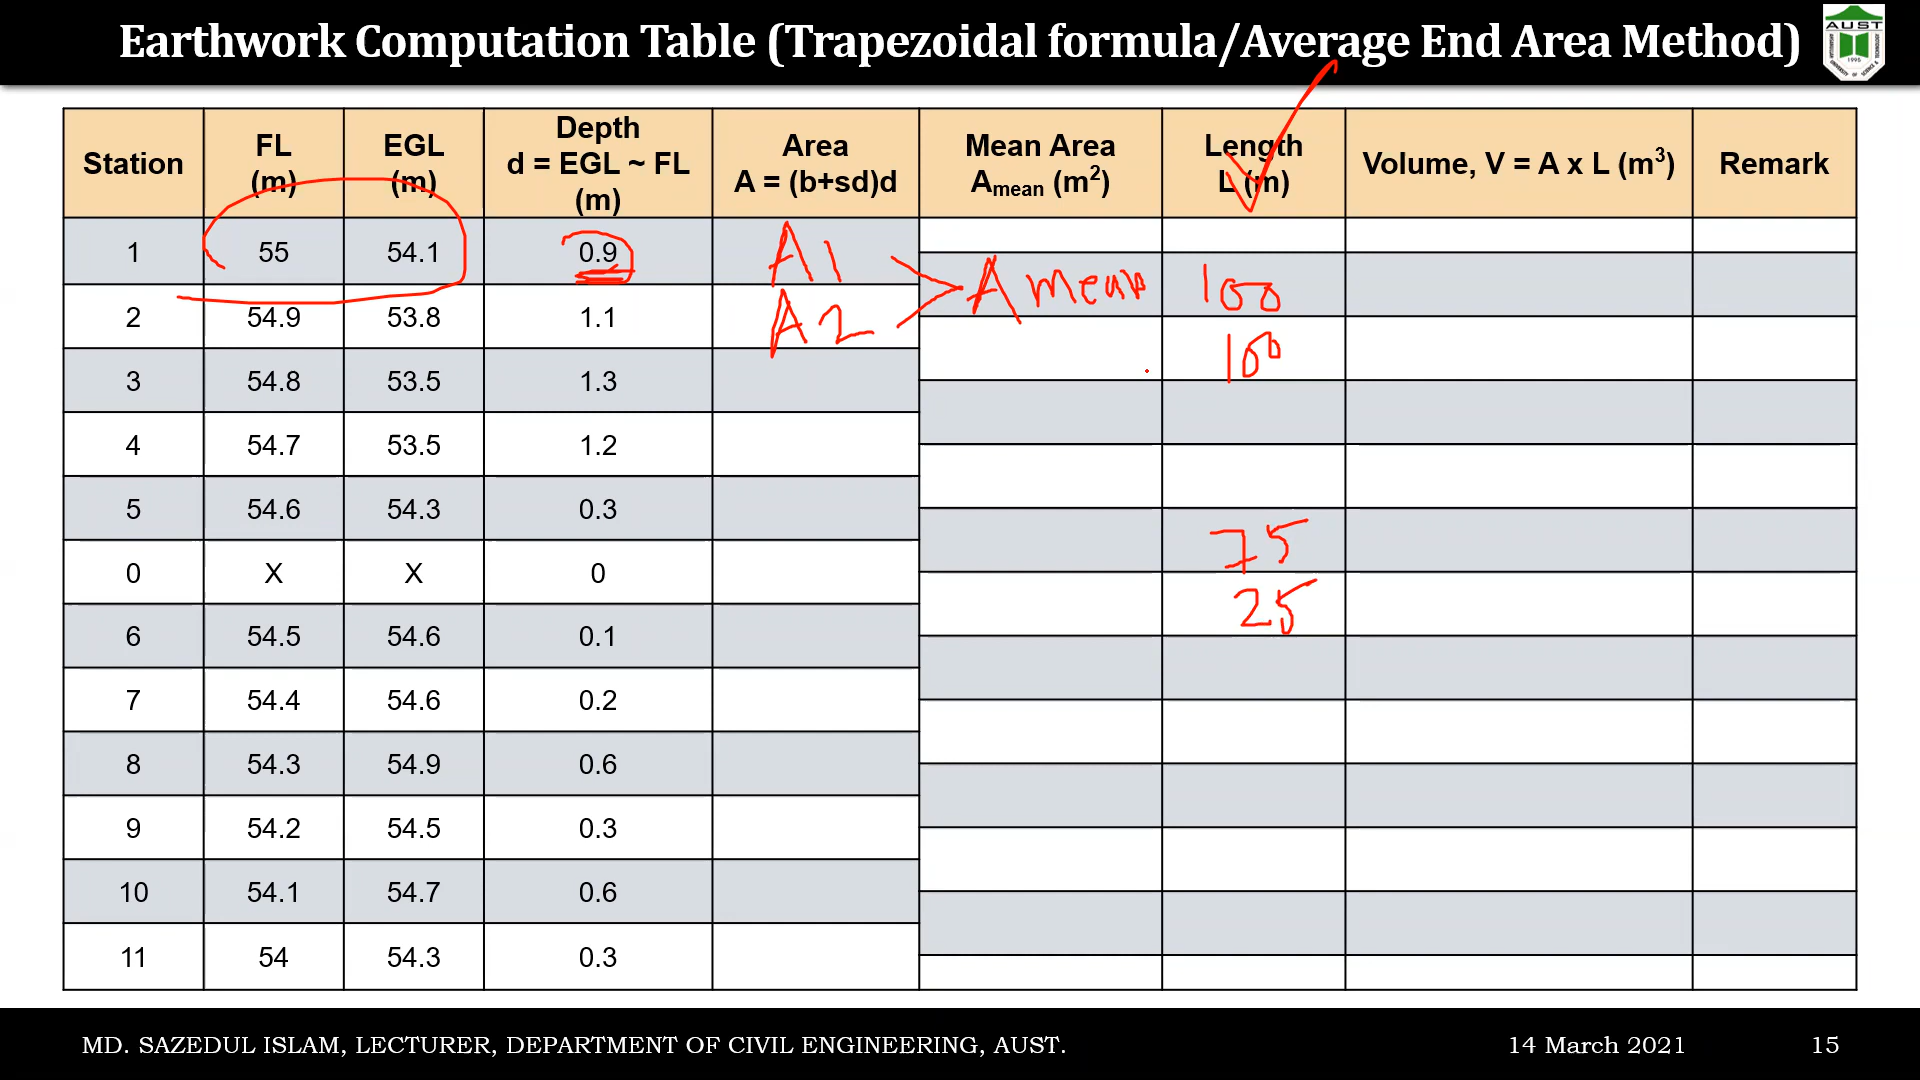 Earthwork Computation Table (Trapezoidal formula/Average End Area Method)
AUST
1995
Station FL (m) EGL (m) Depth d = EGL ~ FL (m) Area A = (b+sd)d Mean Area Amean (m²) Length L (m) Volume, V = A x L (m³) Remark
1 55 54.1 0.9 A1
A mean 100
2 54.9 53.8 1.1 A2
100
3 54.8 53.5 1.3
4 54.7 53.5 1.2
5 54.6 54.3 0.3
75
0 X X 0
25
6 54.5 54.6 0.1
7 54.4 54.6 0.2
8 54.3 54.9 0.6
9 54.2 54.5 0.3
10 54.1 54.7 0.6
11 54 54.3 0.3
MD. SAZEDUL ISLAM, LECTURER, DEPARTMENT OF CIVIL ENGINEERING, AUST. 14 March 2021 15